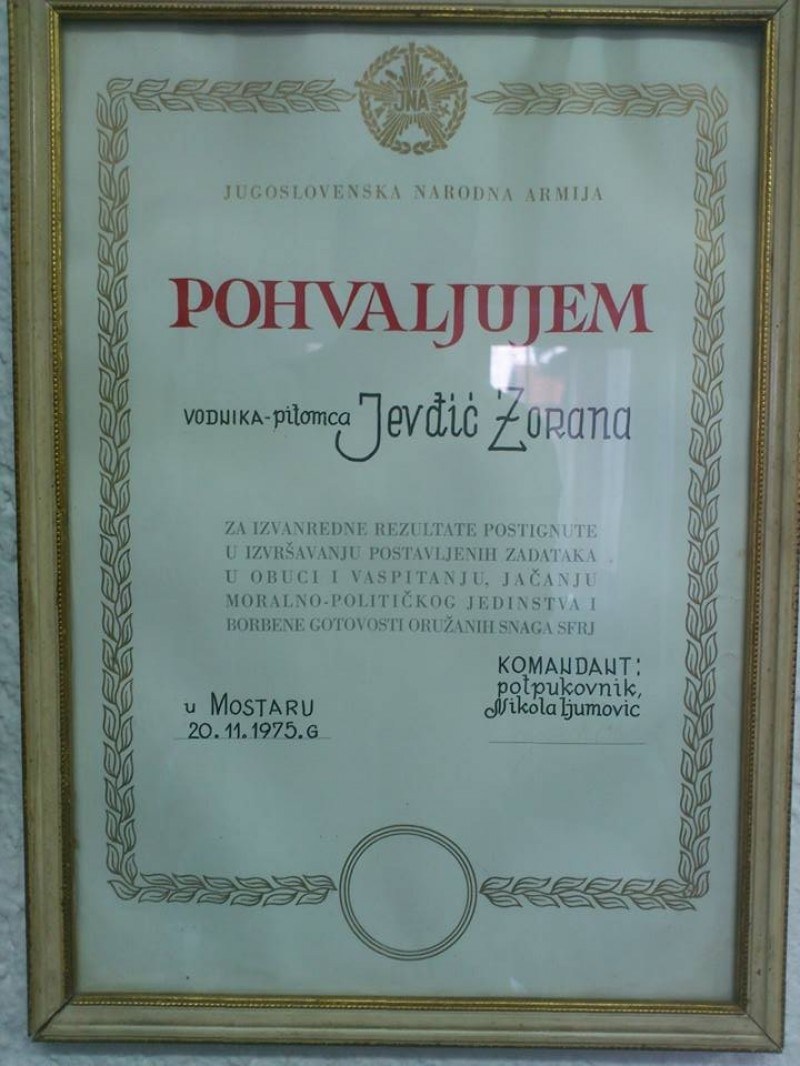 JNA
JUGOSLOVENSKA NARODNA ARMIJA
POHVALJUJEM
VODNIKA-pitomca Jevđić Zorana
ZA IZVANREDNE REZULTATE POSTIGNUTE
U IZVRŠAVANJU POSTAVLJENIH ZADATAKA
U OBUCI I VASPITANJU, JAČANJU
MORALNO-POLITIČKOG JEDINSTVA I
BORBENE GOTOVOSTI ORUŽANIH SNAGA SFRJ
KOMANDANT:
potpukovnik,
Nikola ljumovic
u MOSTARU
20.11.1975.G